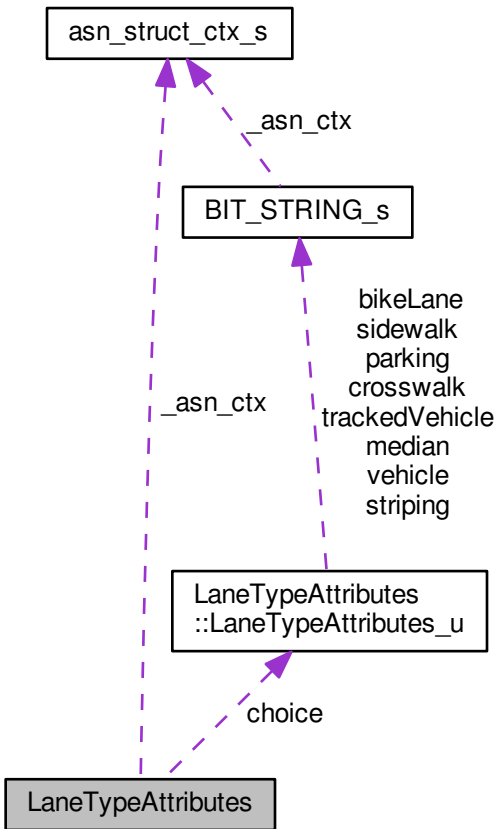 asn_struct_ctx_s
_asn_ctx
BIT_STRING_s
bikeLane
sidewalk
parking
crosswalk
trackedVehicle
median
vehicle
striping
_asn_ctx
LaneTypeAttributes
::LaneTypeAttributes_u
choice
LaneTypeAttributes